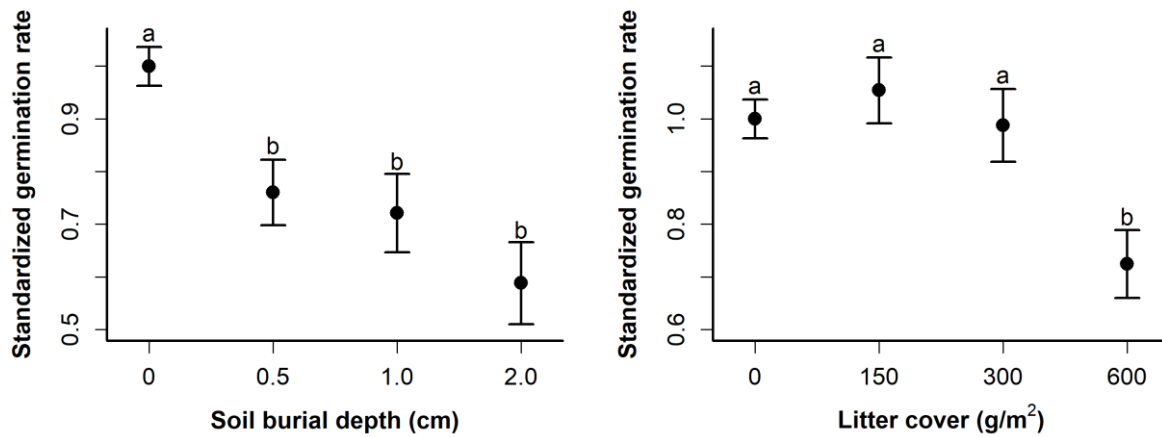 Standardized germination rate
0.9
0.7
0.5
a
b
b
b
0 0.5 1.0 2.0
Soil burial depth (cm)
Standardized germination rate
1.0
0.8
0.6
a
a
a
b
0 150 300 600
Litter cover (g/m²)